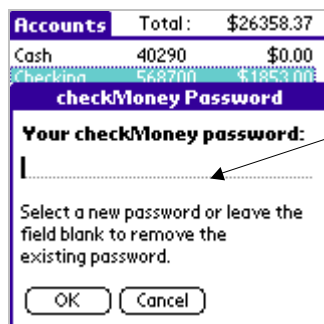 Accounts Total: $26358.37
Cash 40290 $0.00
Checking 568700 $1853.00
checkMoney Password
Your checkMoney password:
Select a new password or leave the
field blank to remove the
existing password.
OK Cancel